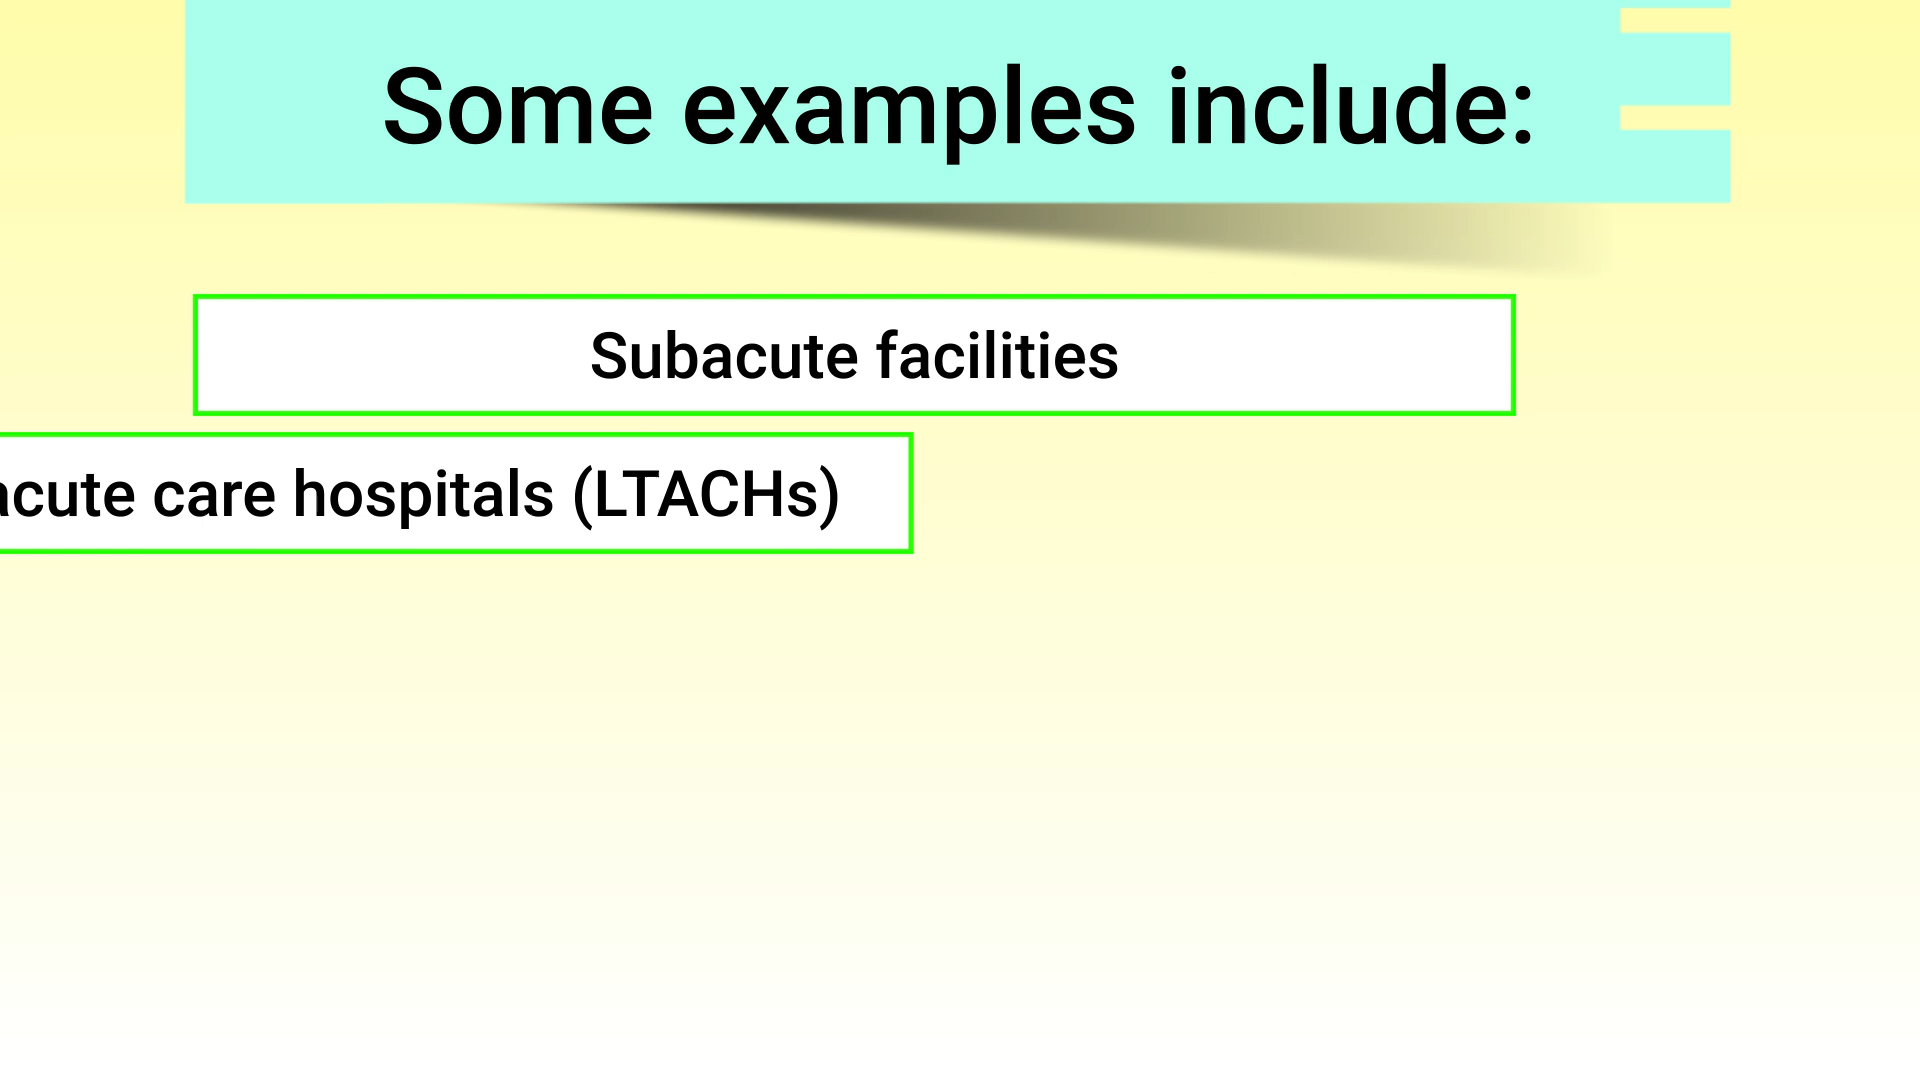 Some examples include:
Subacute facilities
acute care hospitals (LTACHs)